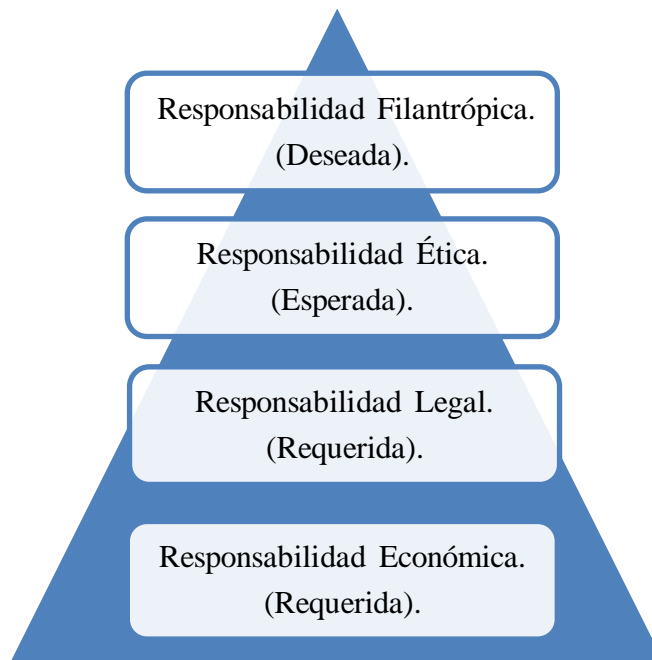 Responsabilidad Filantrópica.
(Deseada).
Responsabilidad Ética.
(Esperada).
Responsabilidad Legal.
(Requerida).
Responsabilidad Económica.
(Requerida).